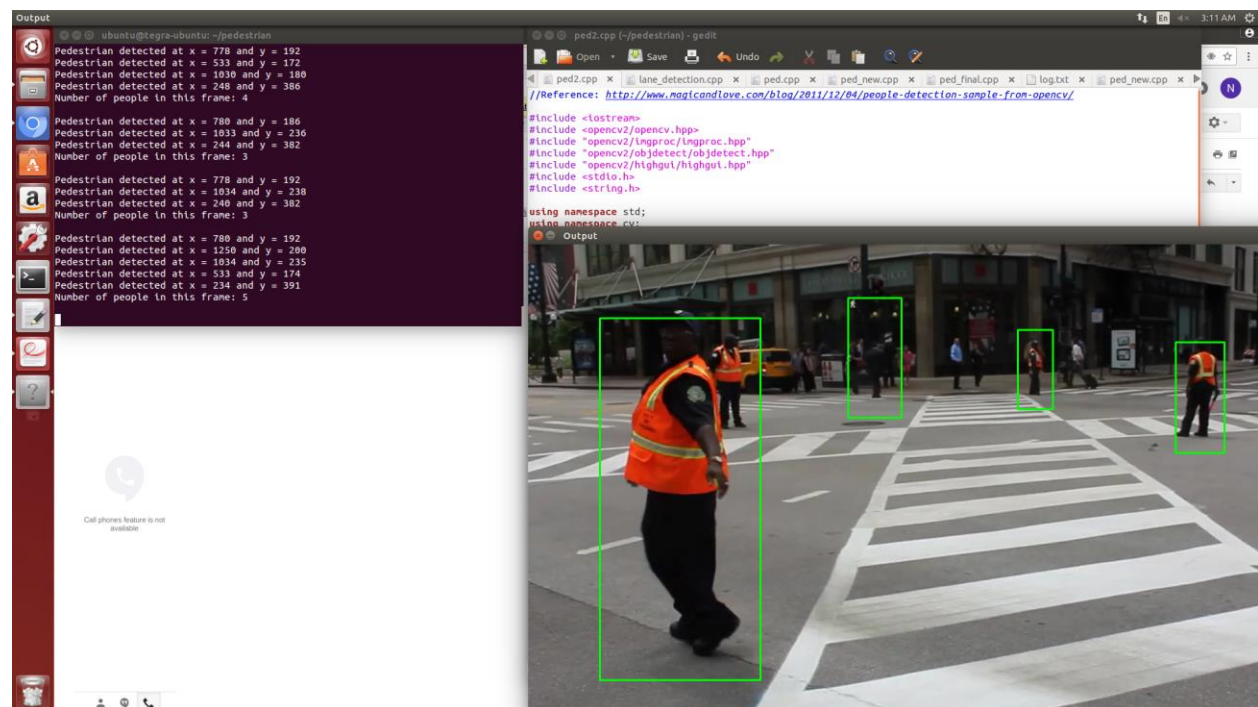 Output
3:11 AM
En
ubuntu@tegra-ubuntu: ~/pedestrian
Pedestrian detected at x = 778 and y = 192
Pedestrian detected at x = 533 and y = 172
Pedestrian detected at x = 1030 and y = 180
Pedestrian detected at x = 248 and y = 386
Number of people in this frame: 4
Pedestrian detected at x = 780 and y = 186
Pedestrian detected at x = 1033 and y = 236
Pedestrian detected at x = 244 and y = 382
Number of people in this frame: 3
Pedestrian detected at x = 778 and y = 192
Pedestrian detected at x = 1034 and y = 238
Pedestrian detected at x = 240 and y = 382
Number of people in this frame: 3
Pedestrian detected at x = 780 and y = 192
Pedestrian detected at x = 1250 and y = 200
Pedestrian detected at x = 1034 and y = 235
Pedestrian detected at x = 533 and y = 174
Pedestrian detected at x = 234 and y = 391
Number of people in this frame: 5
ped2.cpp (~/pedestrian) - gedit
Open Save Undo
ped2.cpp x lane_detection.cpp x ped.cpp x ped_new.cpp x ped_final.cpp x log.txt x ped_new.cpp x
//Reference: http://www.magicandlove.com/blog/2011/12/04/people-detection-sample-from-opencv/
#include <iostream>
#include <opencv2/opencv.hpp>
#include "opencv2/imgproc/imgproc.hpp"
#include "opencv2/objdetect/objdetect.hpp"
#include "opencv2/highgui/highgui.hpp"
#include <stdio.h>
#include <string.h>
using namespace std;
using namespace cv;
N
Output
Call phones feature is not
available